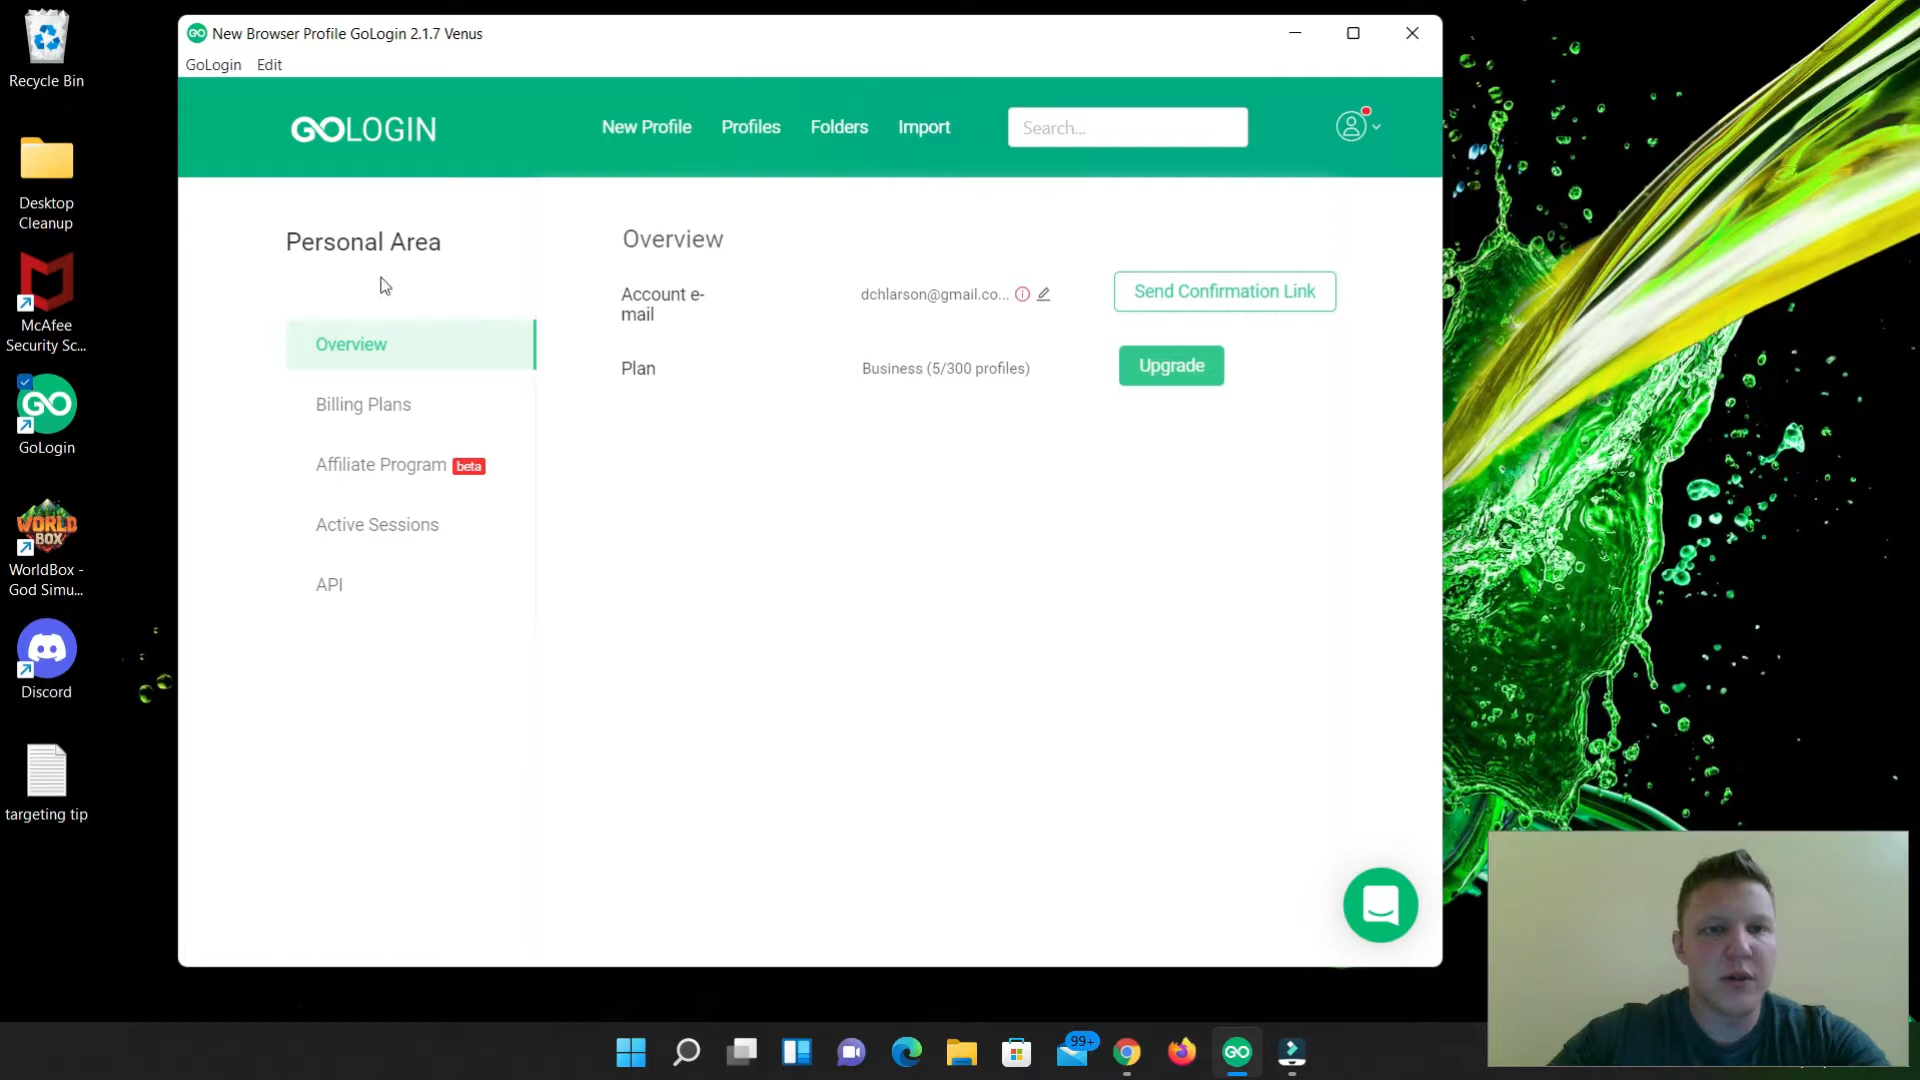 New Browser Profile GoLogin 2.1.7 Venus
GoLogin Edit
GOLOGIN
New Profile Profiles Folders Import Search...
Personal Area
Overview
Billing Plans
Affiliate Program beta
Active Sessions
API
Overview
Account e-
mail
dchlarson@gmail.co...
Send Confirmation Link
Plan
Business (5/300 profiles)
Upgrade
Recycle Bin
Desktop
Cleanup
McAfee
Security Sc...
GO
GoLogin
WORLD
BOX
WorldBox -
God Simu...
Discord
targeting tip
99+
GO